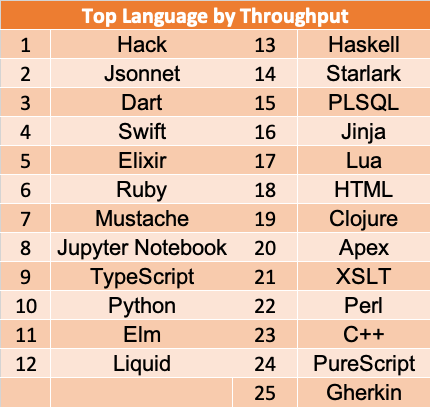 Top Language by Throughput
1 Hack 13 Haskell
2 Jsonnet 14 Starlark
3 Dart 15 PLSQL
4 Swift 16 Jinja
5 Elixir 17 Lua
6 Ruby 18 HTML
7 Mustache 19 Clojure
8 Jupyter Notebook 20 Apex
9 TypeScript 21 XSLT
10 Python 22 Perl
11 Elm 23 C++
12 Liquid 24 PureScript
25 Gherkin